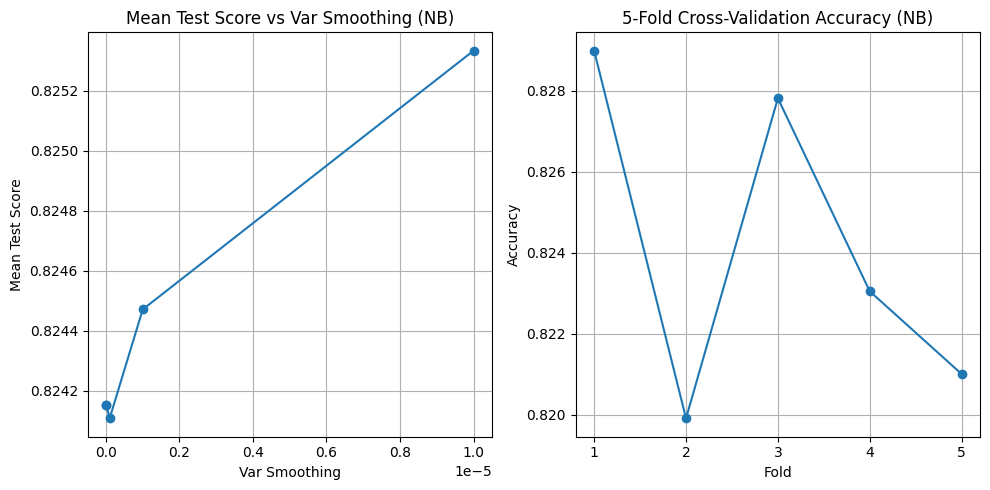 Mean Test Score vs Var Smoothing (NB)
Mean Test Score
0.8252
0.8250
0.8248
0.8246
0.8244
0.8242
0.0 0.2 0.4 0.6 0.8 1.0
1e−5
Var Smoothing
5-Fold Cross-Validation Accuracy (NB)
Accuracy
0.828
0.826
0.824
0.822
0.820
1 2 3 4 5
Fold